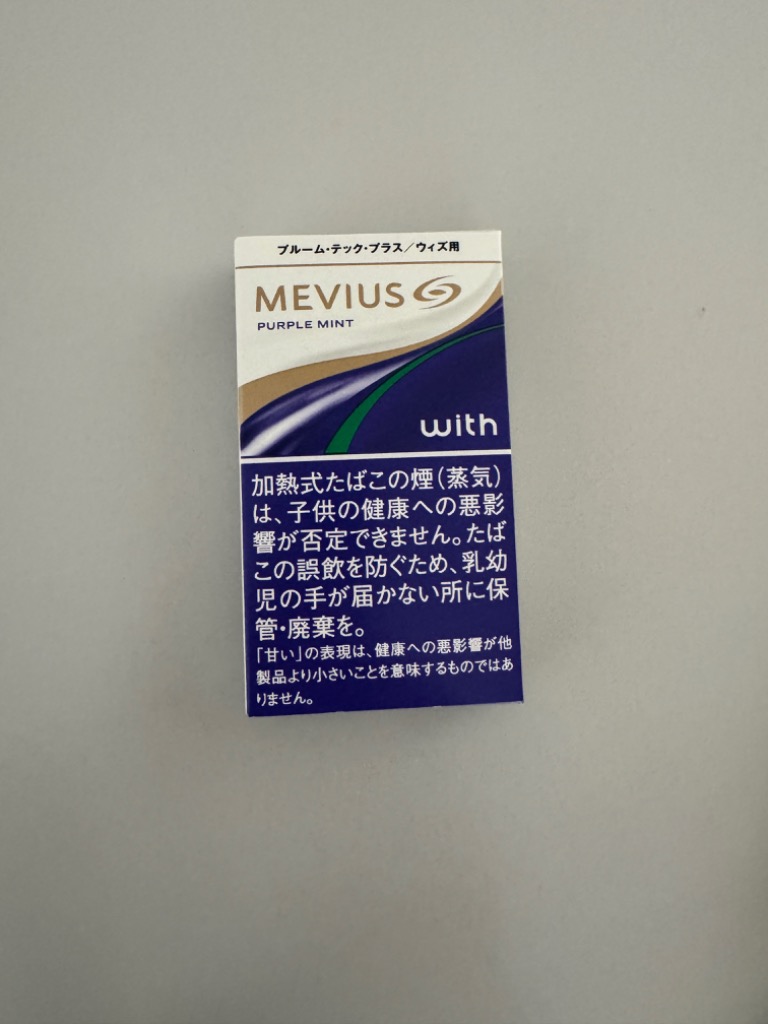 プルーム・テック・プラス／ウィズ用
MEVIUS
PURPLE MINT
with
加熱式たばこの煙（蒸気）
は、子供の健康への悪影
響が否定できません。たば
この誤飲を防ぐため、乳幼
児の手が届かない所に保
管・廃棄を。
「甘い」の表現は、健康への悪影響が他
製品より小さいことを意味するものではあ
りません。